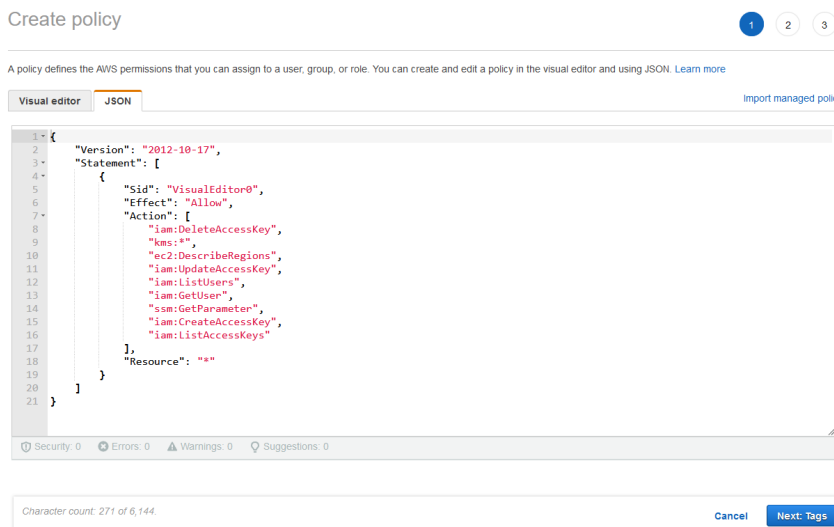 Create policy
1 2 3
A policy defines the AWS permissions that you can assign to a user, group, or role. You can create and edit a policy in the visual editor and using JSON. Learn more
Visual editor JSON Import managed poli
1 {
2 "Version": "2012-10-17",
3 "Statement": [
4 {
5 "Sid": "VisualEditor0",
6 "Effect": "Allow",
7 "Action": [
8 "iam:DeleteAccessKey",
9 "kms:*",
10 "ec2:DescribeRegions",
11 "iam:UpdateAccessKey",
12 "iam:ListUsers",
13 "iam:GetUser",
14 "ssm:GetParameter",
15 "iam:CreateAccessKey",
16 "iam:ListAccessKeys"
17 ],
18 "Resource": "*"
19 }
20 ]
21 }
Security: 0 Errors: 0 Warnings: 0 Suggestions: 0
Character count: 271 of 6,144.
Cancel Next: Tags